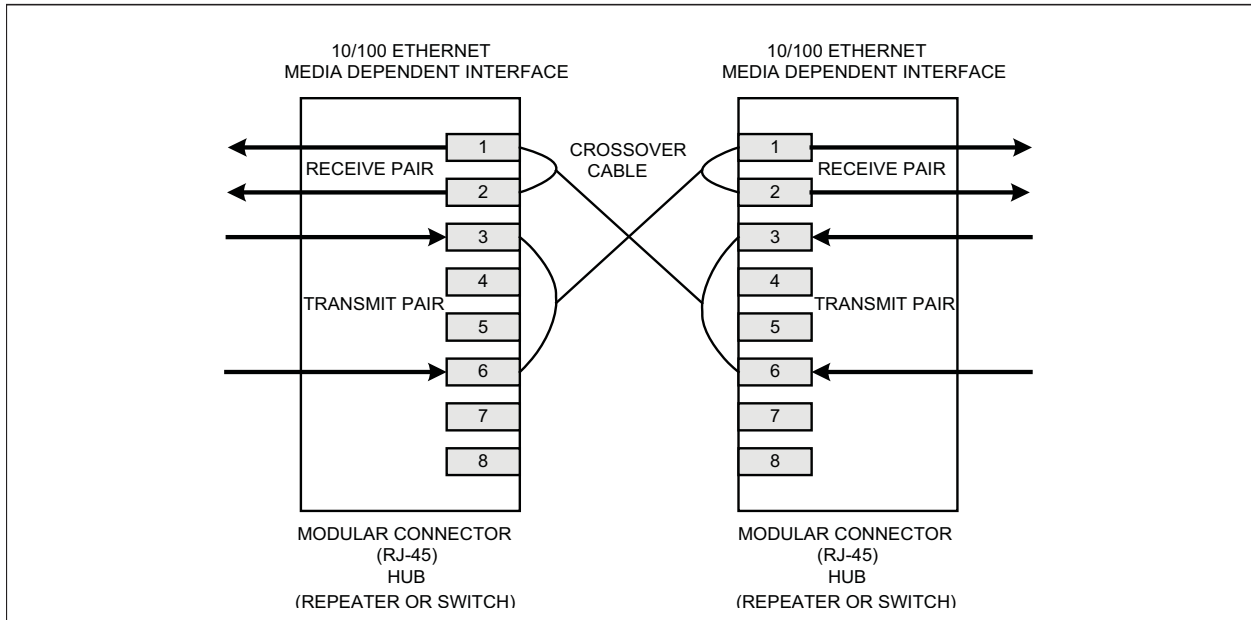 10/100 ETHERNET
MEDIA DEPENDENT INTERFACE
10/100 ETHERNET
MEDIA DEPENDENT INTERFACE
1
RECEIVE PAIR
2
3
4
TRANSMIT PAIR
5
6
7
8
CROSSOVER
CABLE
1
RECEIVE PAIR
2
3
4
TRANSMIT PAIR
5
6
7
8
MODULAR CONNECTOR
(RJ-45)
HUB
(REPEATER OR SWITCH)
MODULAR CONNECTOR
(RJ-45)
HUB
(REPEATER OR SWITCH)